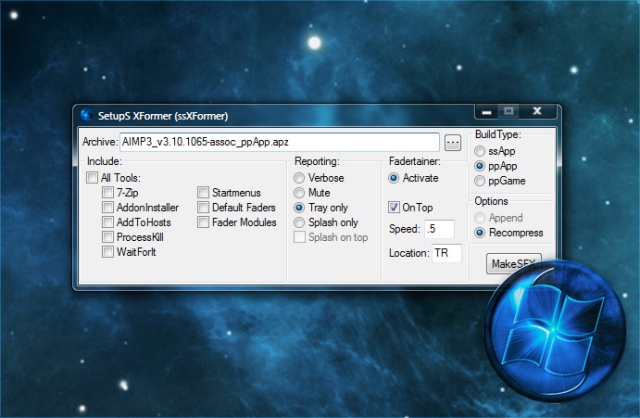 SetupS XFormer (ssXFormer)
Archive: AIMP3_v3.10.1065-assoc_ppApp.apz ...
Include:
All Tools:
7-Zip
AddonInstaller
AddToHosts
ProcessKill
WaitForIt
Startmenus
Default Faders
Fader Modules
Reporting:
Verbose
Mute
Tray only
Splash only
Splash on top
Fadertainer:
Activate
OnTop
Speed: .5
Location: TR
BuildType:
ssApp
ppApp
ppGame
Options
Append
Recompress
MakeSFX